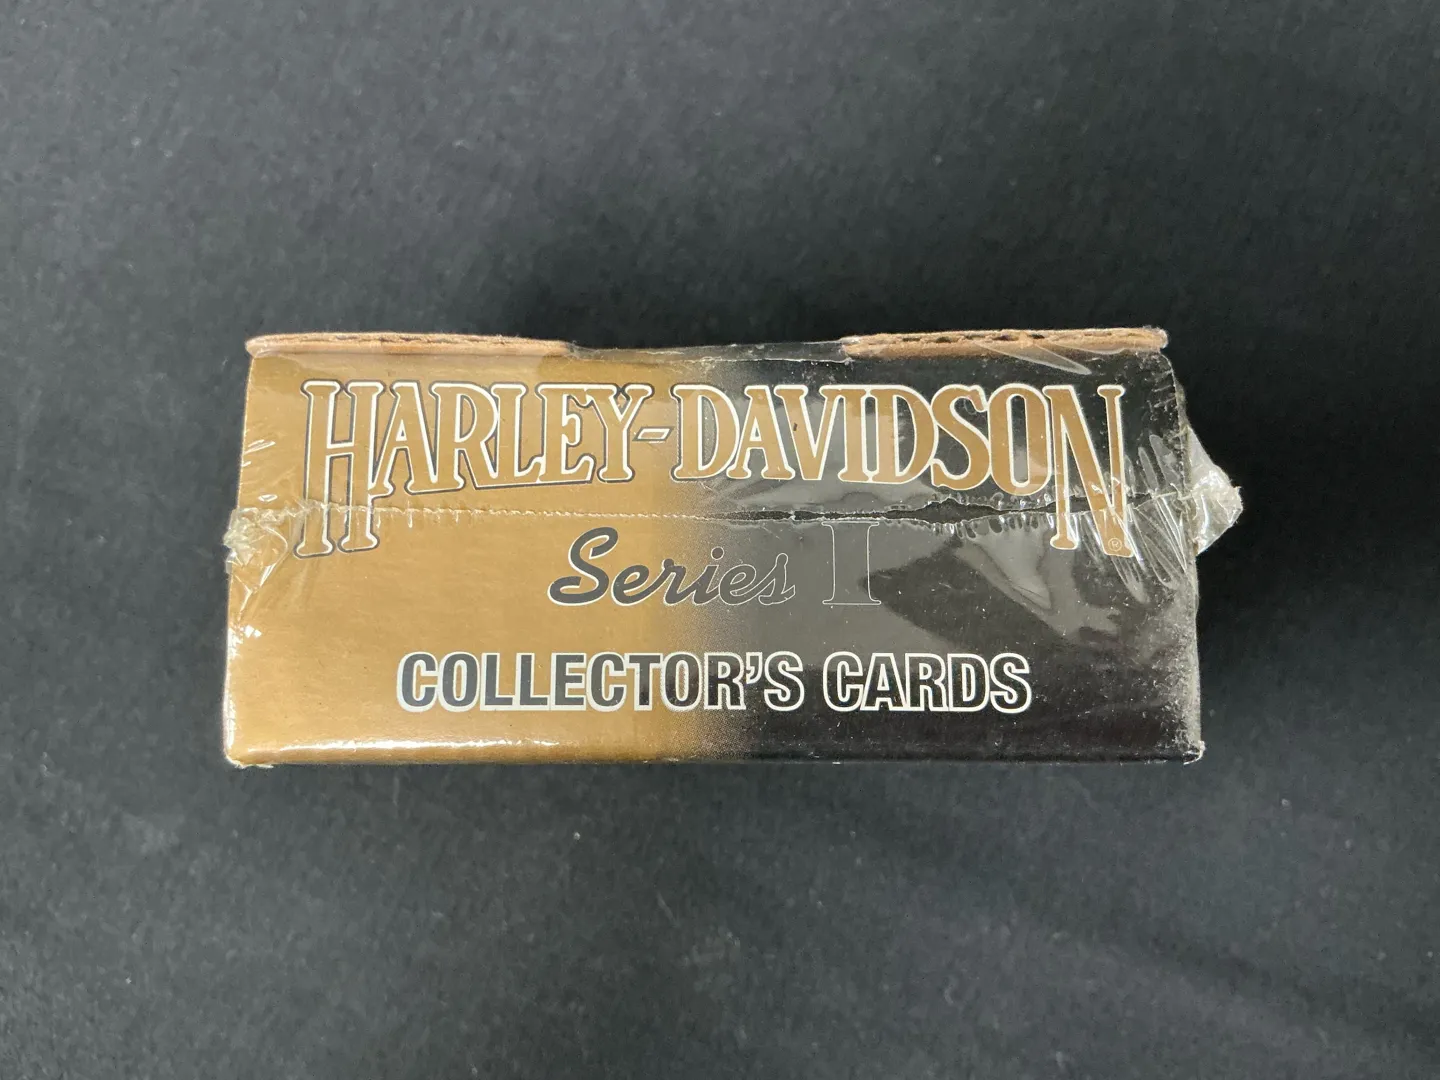 HARLEY-DAVIDSON ®
Series I
COLLECTOR'S CARDS